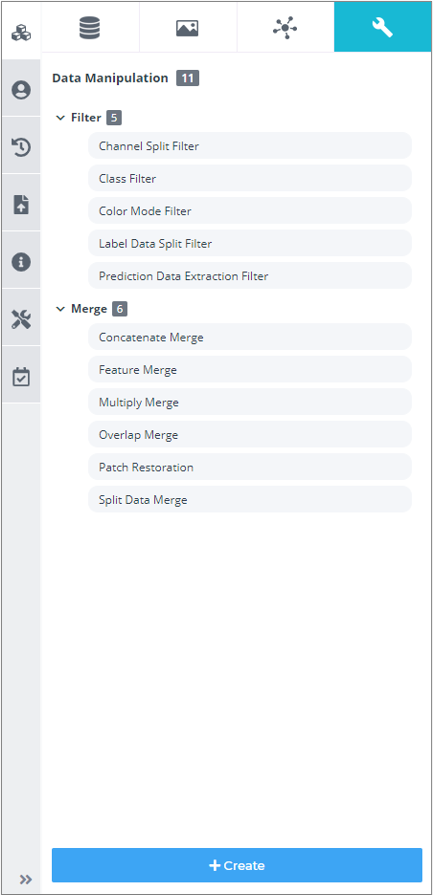 Data Manipulation 11
Filter 5
Channel Split Filter
Class Filter
Color Mode Filter
Label Data Split Filter
Prediction Data Extraction Filter
Merge 6
Concatenate Merge
Feature Merge
Multiply Merge
Overlap Merge
Patch Restoration
Split Data Merge
+ Create